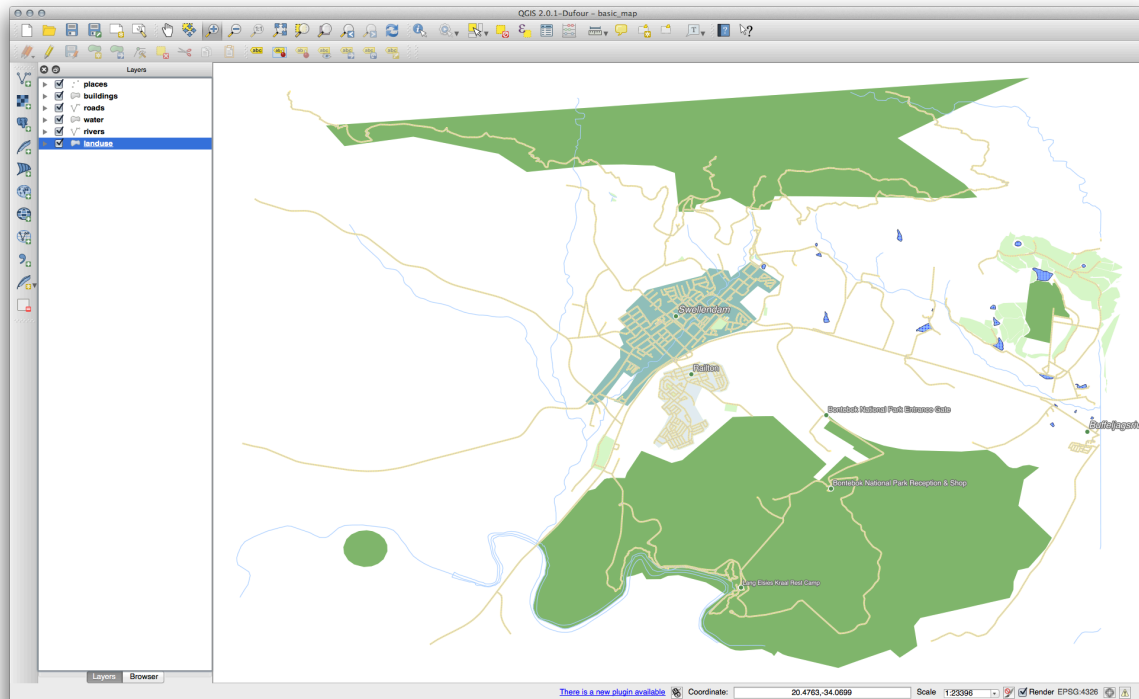 QGIS 2.0.1-Dufour – basic_map
Layers
places
buildings
roads
water
rivers
landuse
Swellendam
Railton
Bontebok National Park Entrance Gate
Buffeljagsriv
Bontebok National Park Reception & Shop
Lang Elsies Kraal Rest Camp
Layers Browser
There is a new plugin available Coordinate: 20.4763,-34.0699 Scale 1:23396 Render EPSG:4326